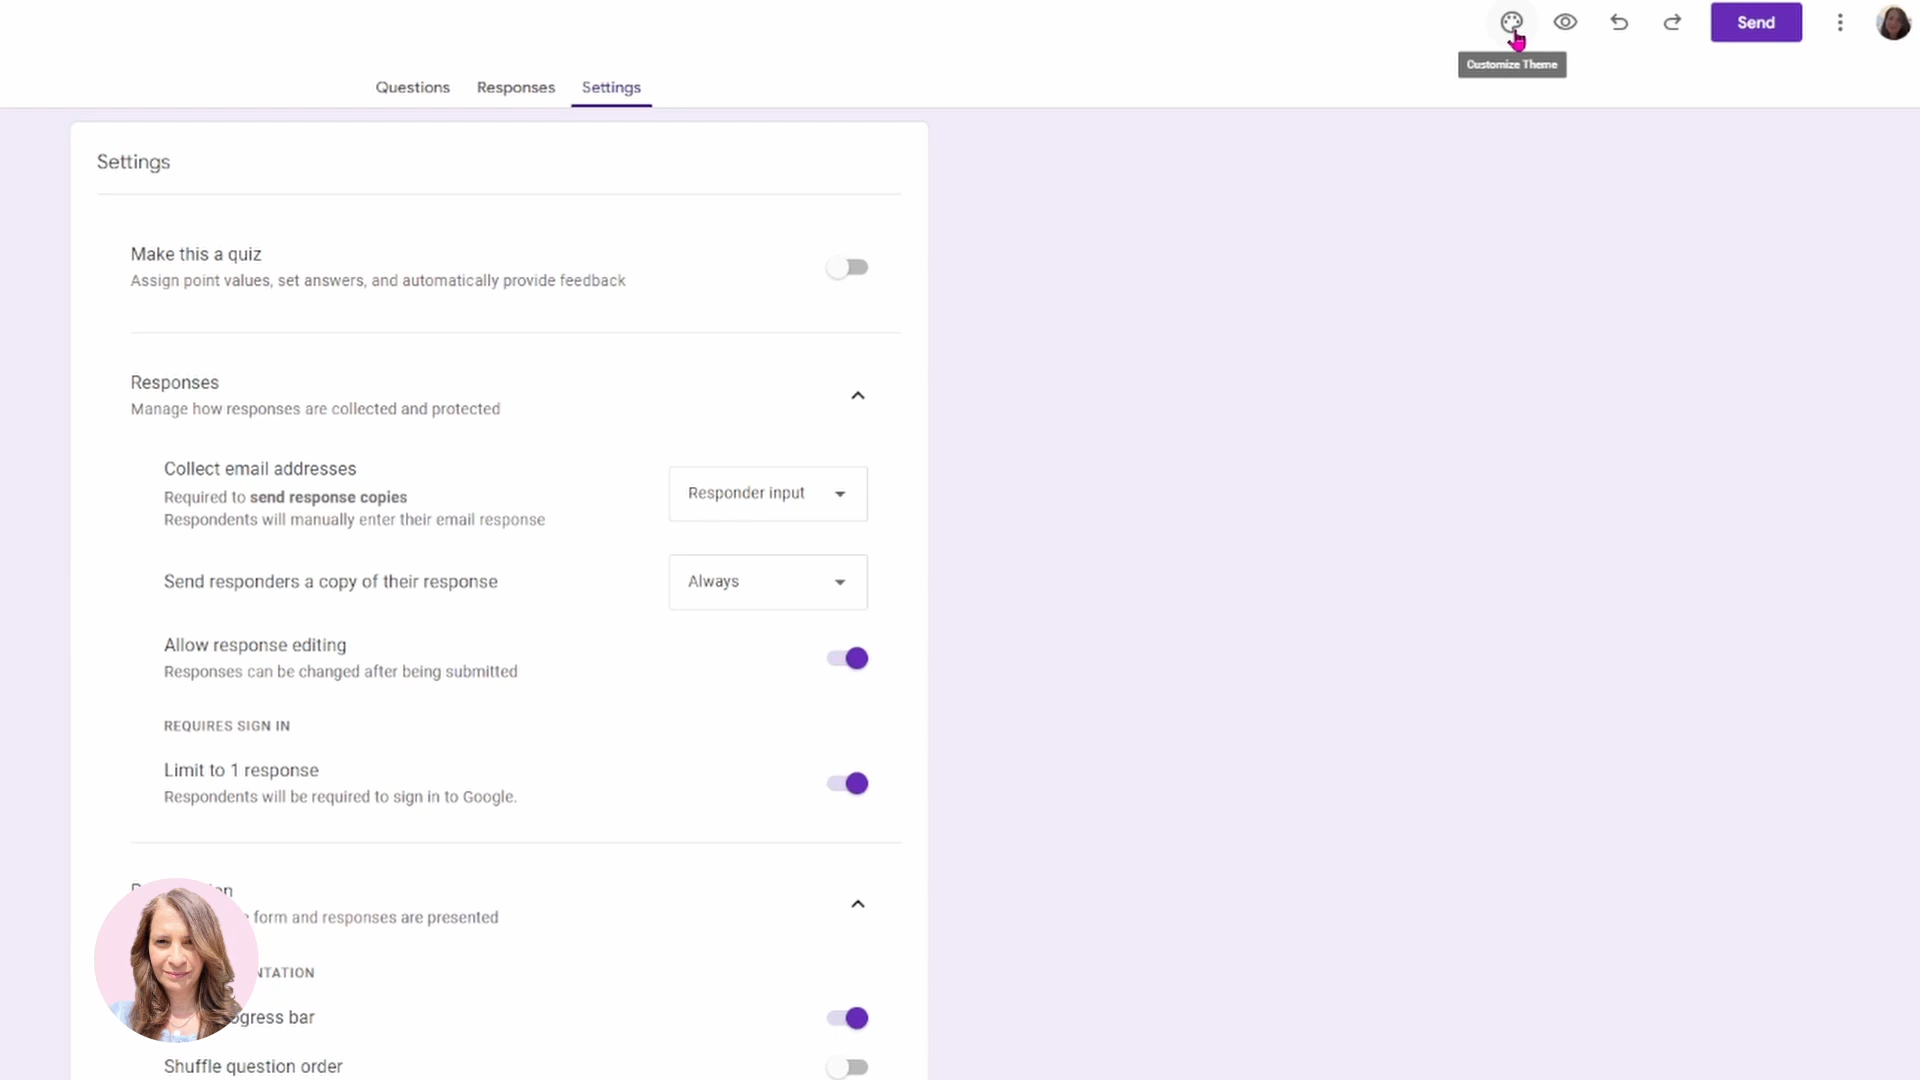 Send
Customize Theme
Questions Responses Settings
Settings
Make this a quiz
Assign point values, set answers, and automatically provide feedback
Responses
Manage how responses are collected and protected
Collect email addresses
Required to send response copies
Respondents will manually enter their email response
Responder input
Send responders a copy of their response
Always
Allow response editing
Responses can be changed after being submitted
REQUIRES SIGN IN
Limit to 1 response
Respondents will be required to sign in to Google.
form and responses are presented
bar
Shuffle question order